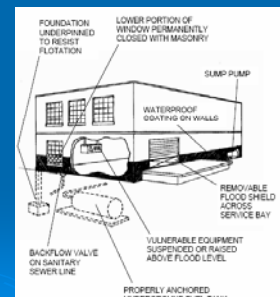 FOUNDATION
UNDERPINNED
TO RESIST
FLOTATION
LOWER PORTION OF
WINDOW PERMANENTLY
CLOSED WITH MASONRY
SUMP PUMP
WATERPROOF
COATING ON WALLS
REMOVABLE
FLOOD SHIELD
ACROSS
SERVICE BAY
BACKFLOW VALVE
ON SANITARY
SEWER LINE
VULNERABLE EQUIPMENT
SUSPENDED OR RAISED
ABOVE FLOOD LEVEL
PROPERLY ANCHORED